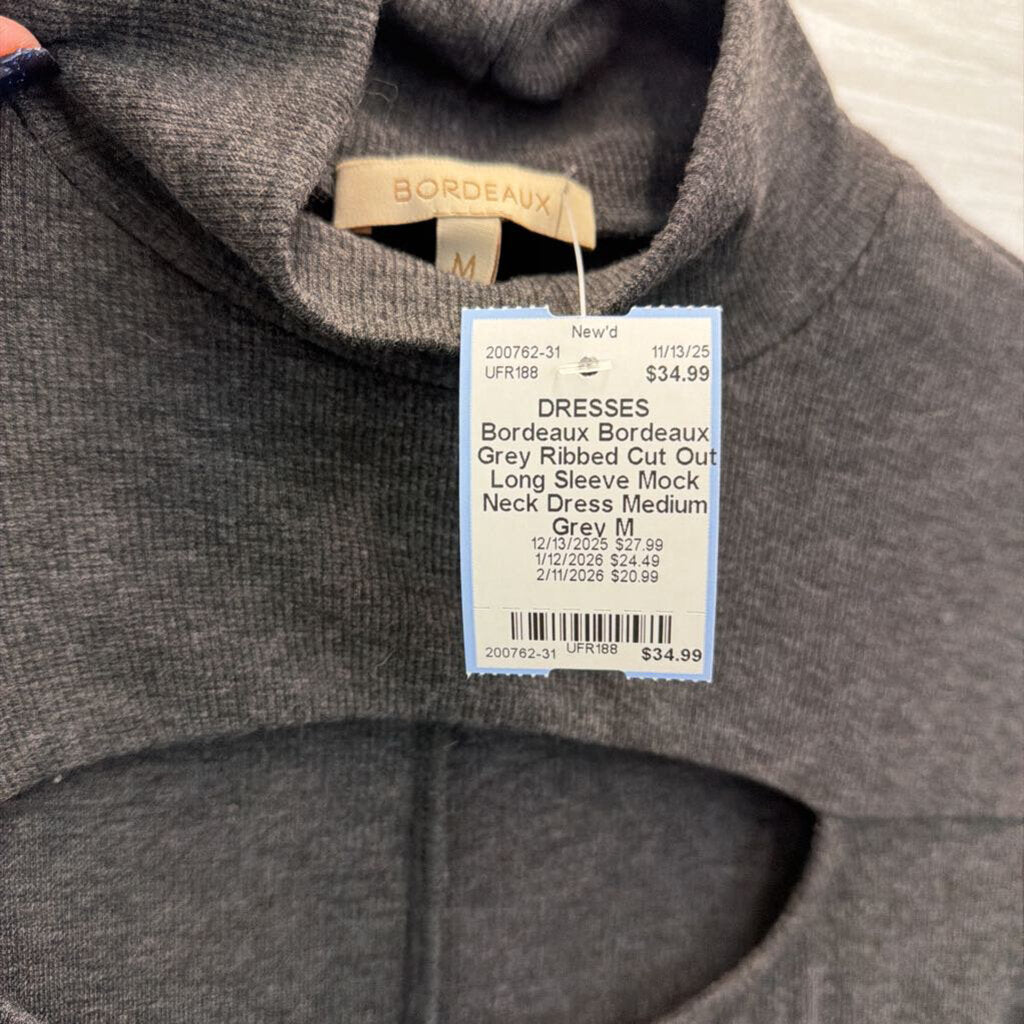 BORDEAUX
M
New'd
200762-31 11/13/25
UFR188 $34.99
DRESSES
Bordeaux Bordeaux
Grey Ribbed Cut Out
Long Sleeve Mock
Neck Dress Medium
Grey M
12/13/2025 $27.99
1/12/2026 $24.49
2/11/2026 $20.99
200762-31 UFR188 $34.99